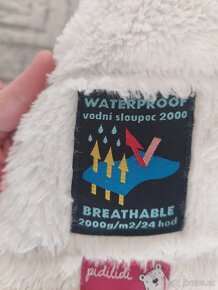 WATERPROOF
vodní sloupec 2000
BREATHABLE
2000g/m2/24 hod
pidilidi